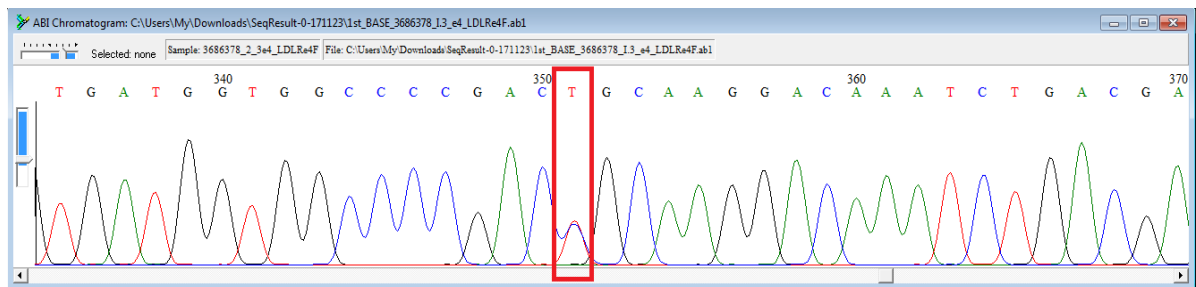 ABI Chromatogram: C:\Users\My\Downloads\SeqResult-0-171123\1st_BASE_3686378_I.3_e4_LDLRe4F.ab1
Selected: none Sample: 3686378_2_3e4_LDLRe4F File: C:\Users\My\Downloads\SeqResult-0-171123\1st_BASE_3686378_I.3_e4_LDLRe4F.ab1
340 350 360 370
T G A T G G T G G C C C C G A C T G C A A G G A C A A A T C T G A C G A